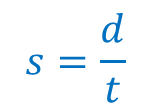 s = d/t